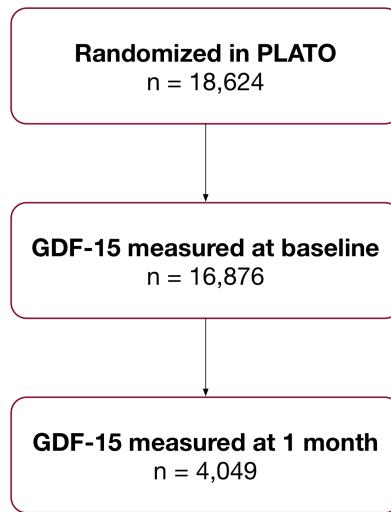 Randomized in PLATO
n = 18,624
GDF-15 measured at baseline
n = 16,876
GDF-15 measured at 1 month
n = 4,049